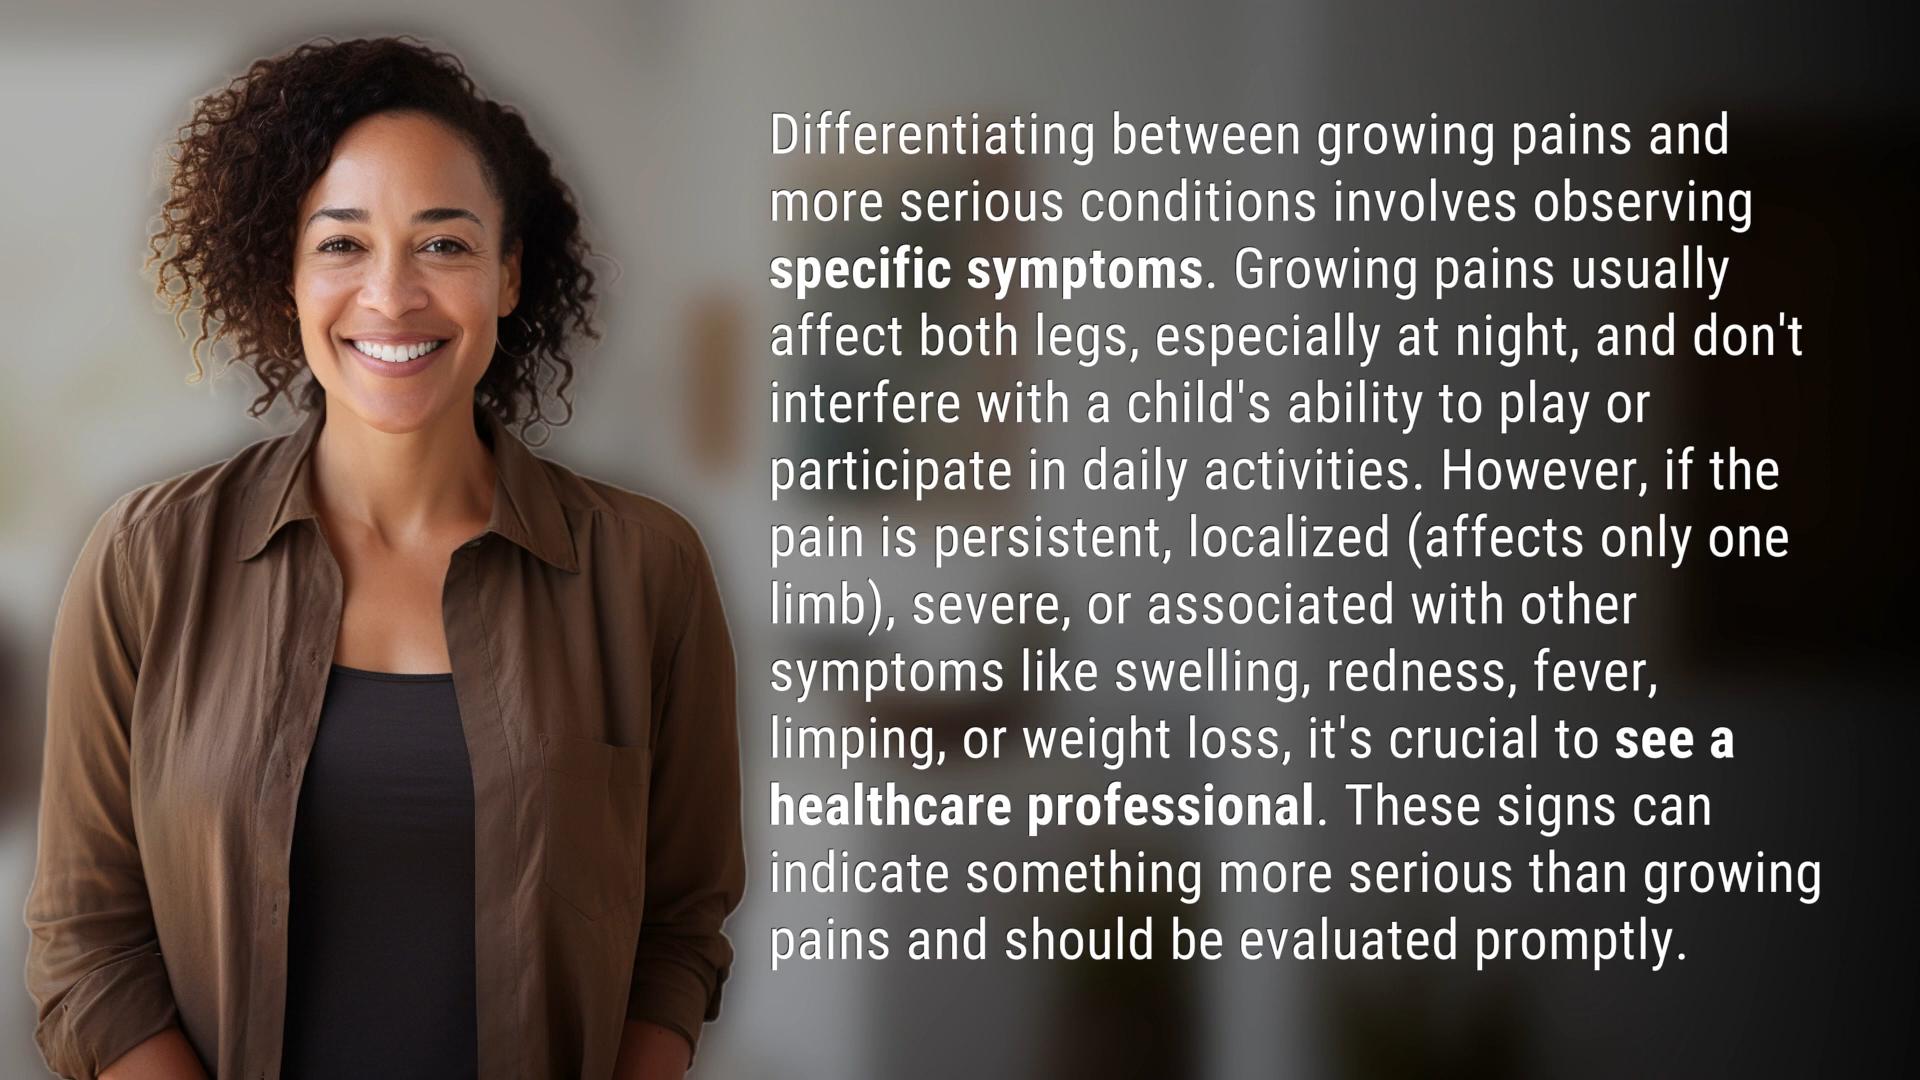 Differentiating between growing pains and
more serious conditions involves observing
specific symptoms. Growing pains usually
affect both legs, especially at night, and don't
interfere with a child's ability to play or
participate in daily activities. However, if the
pain is persistent, localized (affects only one
limb), severe, or associated with other
symptoms like swelling, redness, fever,
limping, or weight loss, it's crucial to see a
healthcare professional. These signs can
indicate something more serious than growing
pains and should be evaluated promptly.